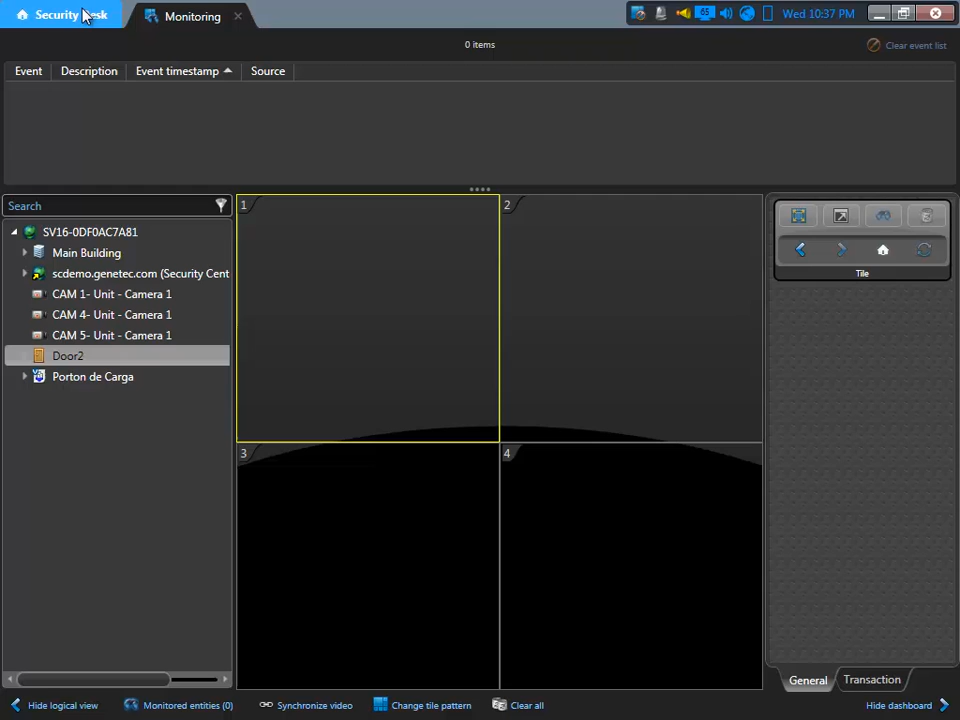 Security Desk
Monitoring
65
Wed 10:37 PM
0 items
Clear event list
Event Description Event timestamp Source
Search
SV16-0DF0AC7A81
Main Building
scdemo.genetec.com (Security Cent
CAM 1- Unit - Camera 1
CAM 4- Unit - Camera 1
CAM 5- Unit - Camera 1
Door2
Porton de Carga
1
2
3
4
Tile
General Transaction
Hide logical view Monitored entities (0) Synchronize video Change tile pattern Clear all Hide dashboard